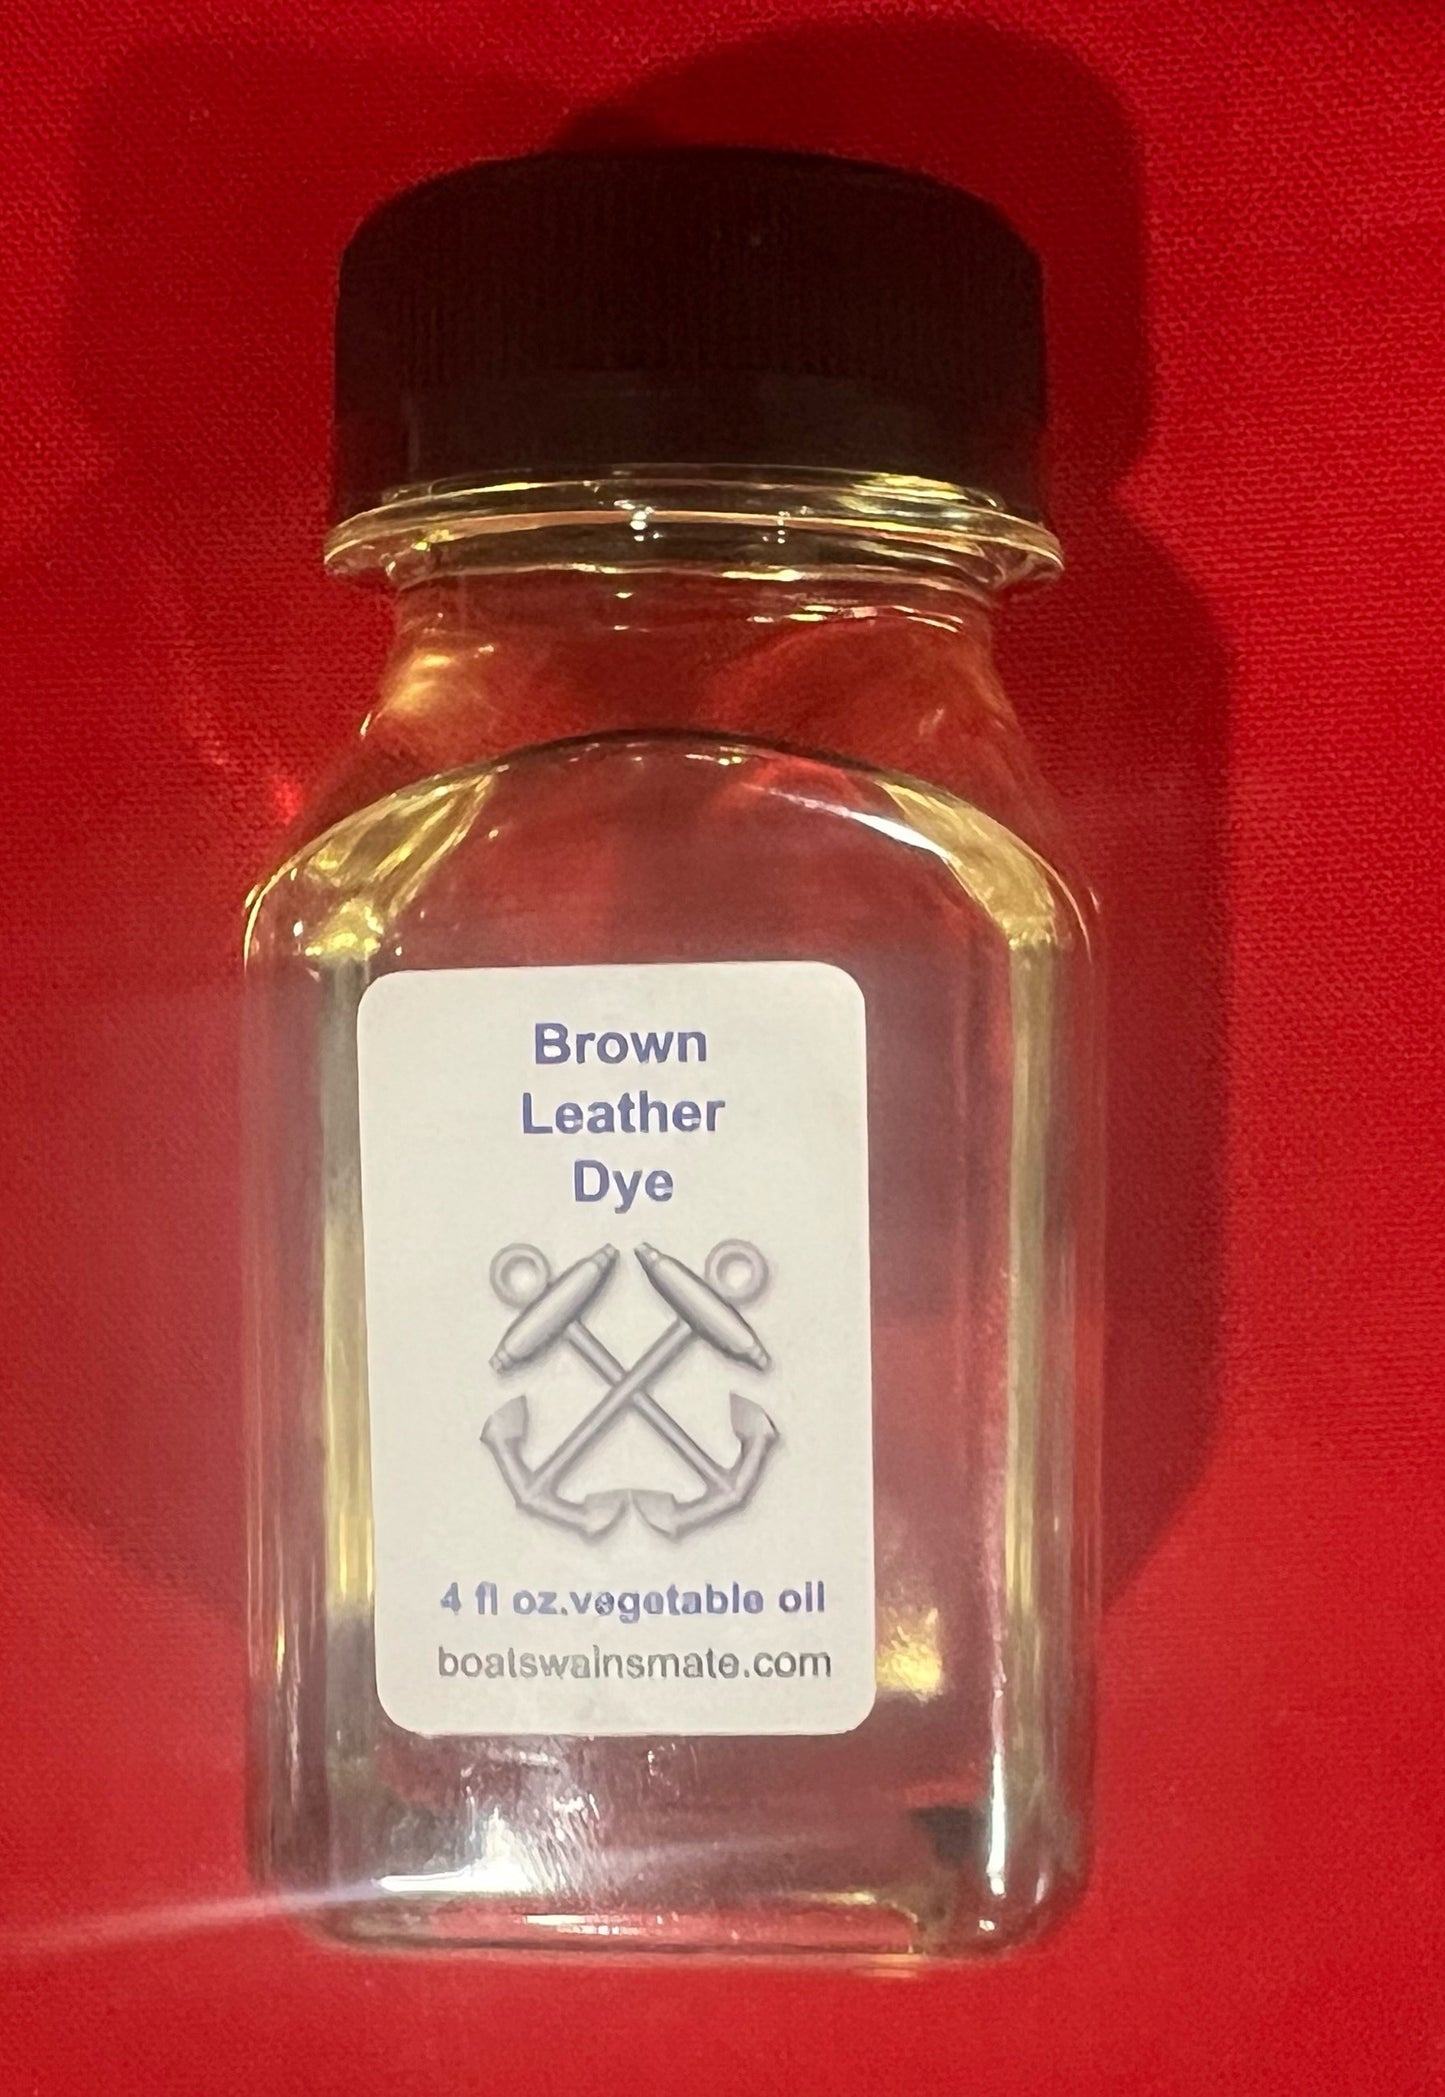 Brown
Leather
Dye
4 fl oz.vegetable oil
boatswainsmate.com